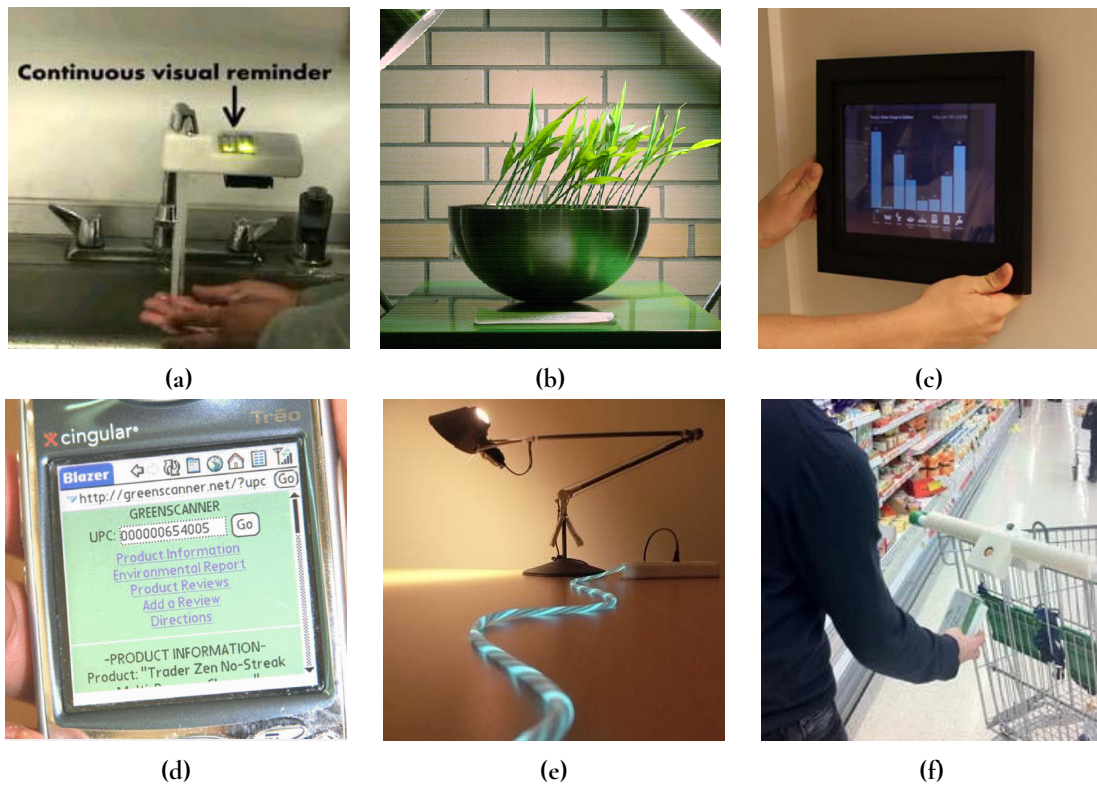 Continuous visual reminder
(a)
(b)
(c)
Treo
cingular®
Blazer
http://greenscanner.net/?upc Go
GREENSCANNER
UPC: 000000654005 Go
Product Information
Environmental Report
Product Reviews
Add a Review
Directions
-PRODUCT INFORMATION-
Product: "Trader Zen No-Streak
(d)
(e)
(f)